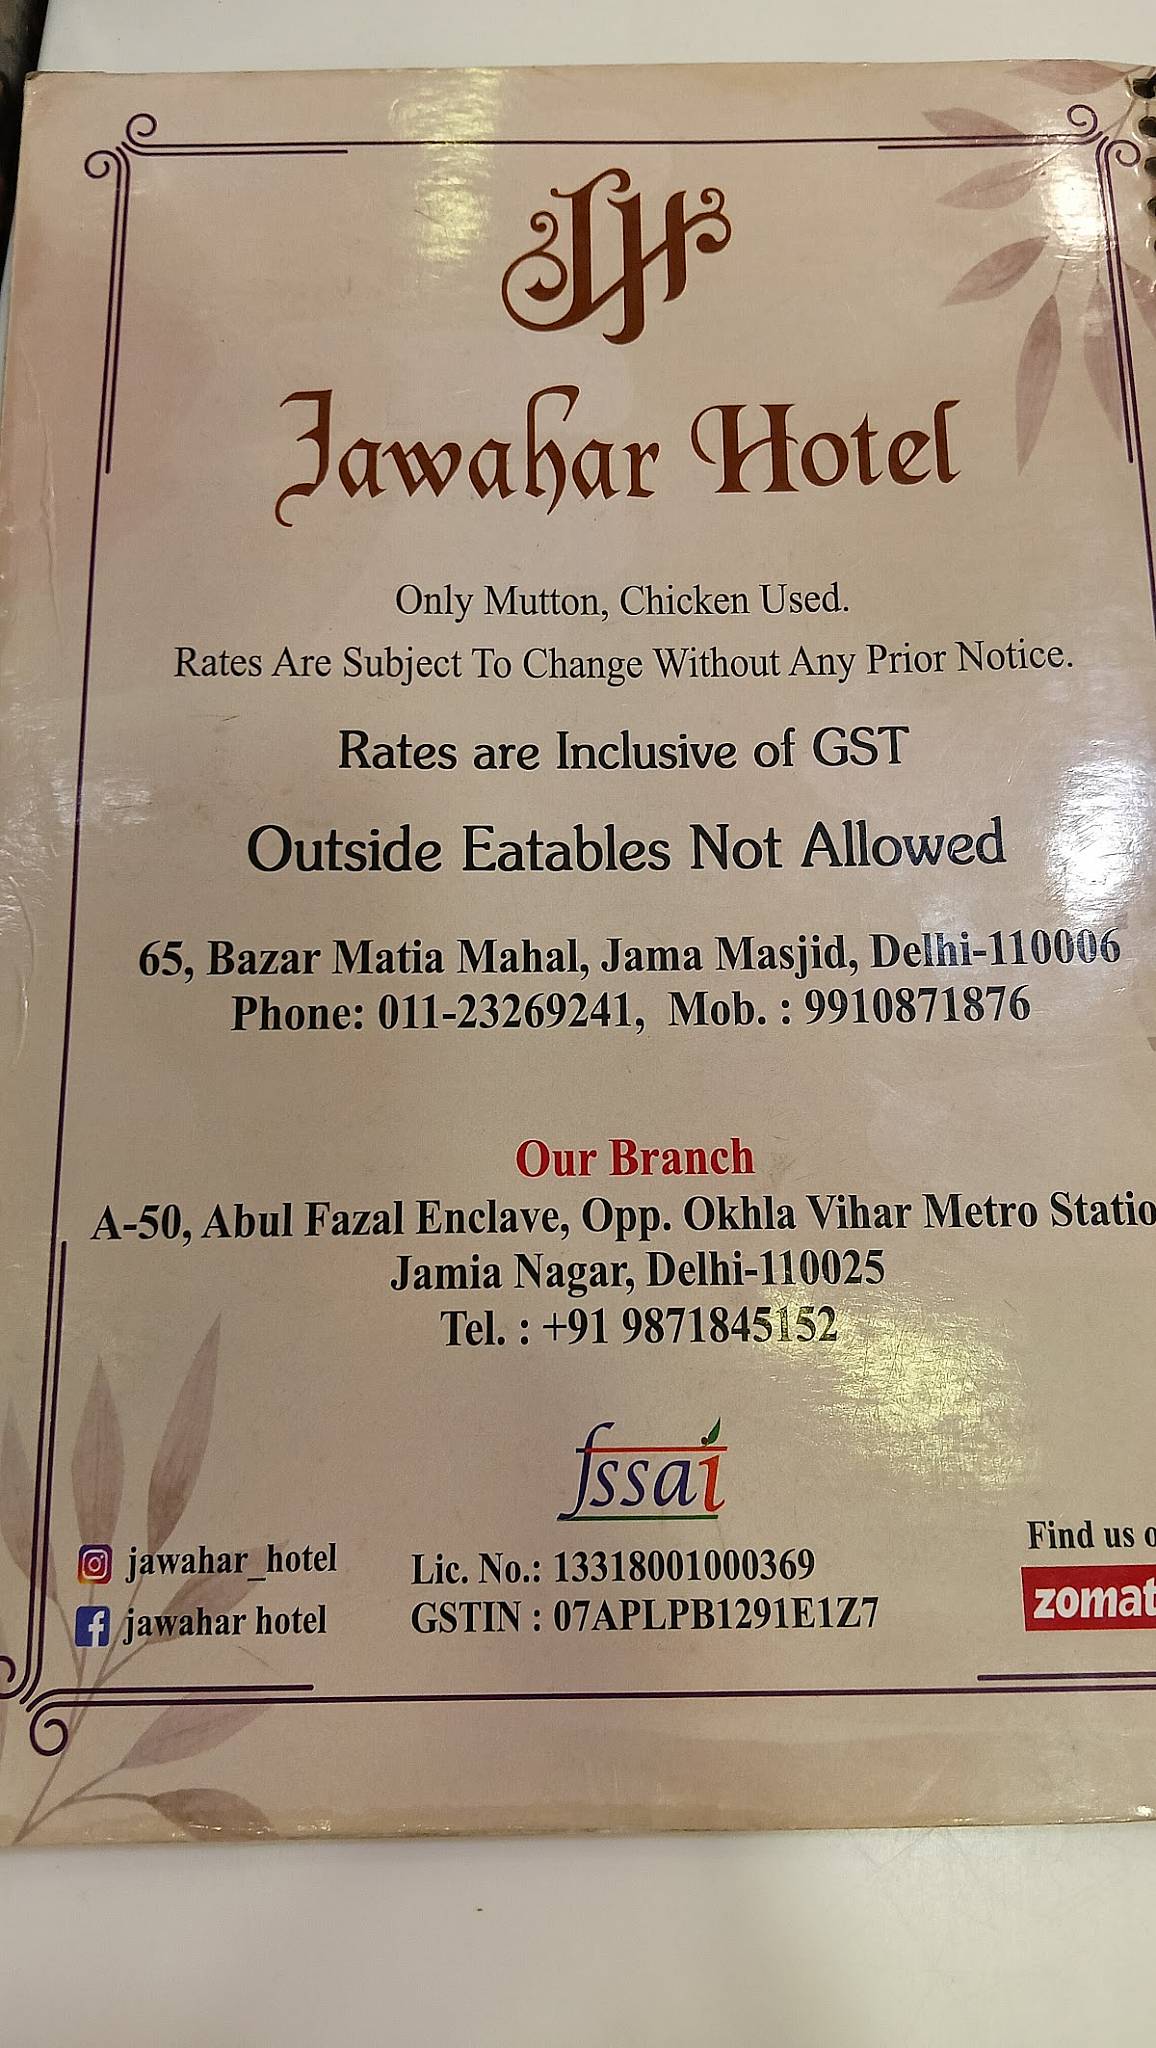 JH
Jawahar Hotel
Only Mutton, Chicken Used.
Rates Are Subject To Change Without Any Prior Notice.
Rates are Inclusive of GST
Outside Eatables Not Allowed
65, Bazar Matia Mahal, Jama Masjid, Delhi-110006
Phone: 011-23269241, Mob. : 9910871876
Our Branch
A-50, Abul Fazal Enclave, Opp. Okhla Vihar Metro Statio
Jamia Nagar, Delhi-110025
Tel. : +91 9871845152
fssai
jawahar_hotel
jawahar hotel
Lic. No.: 13318001000369
GSTIN : 07APLPB1291E1Z7
Find us o
zomat